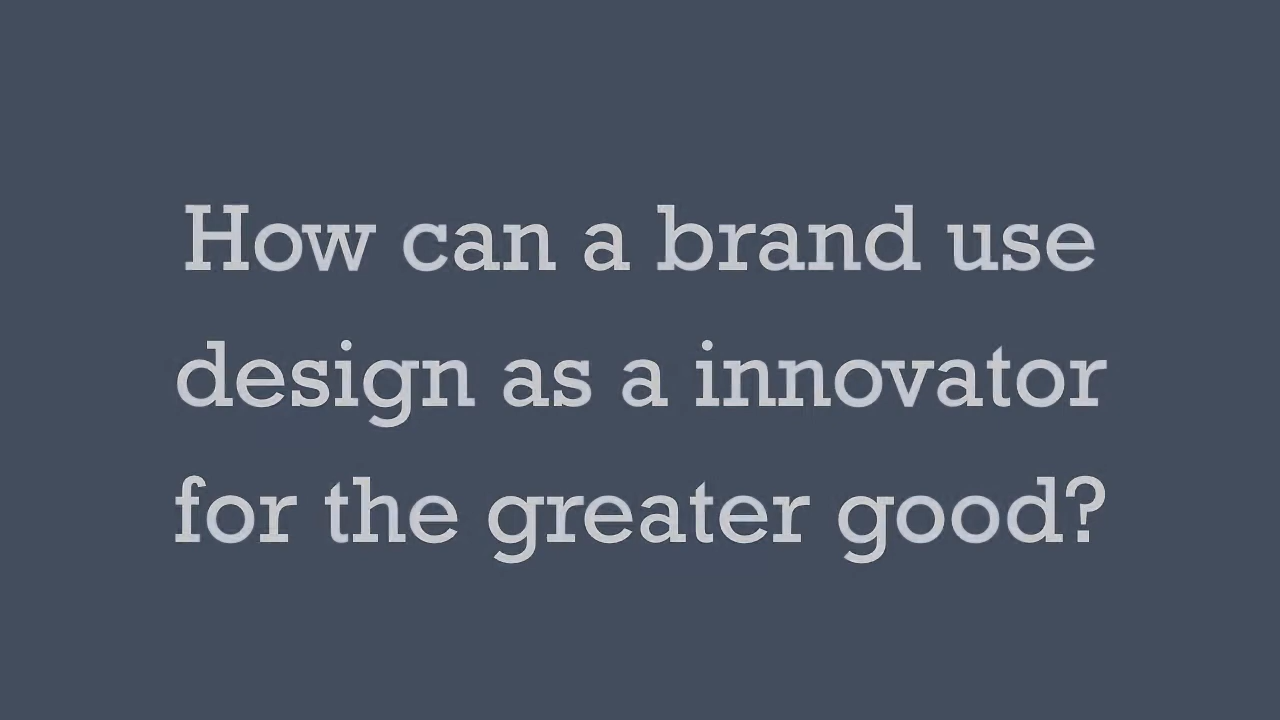 How can a brand use
design as a innovator
for the greater good?